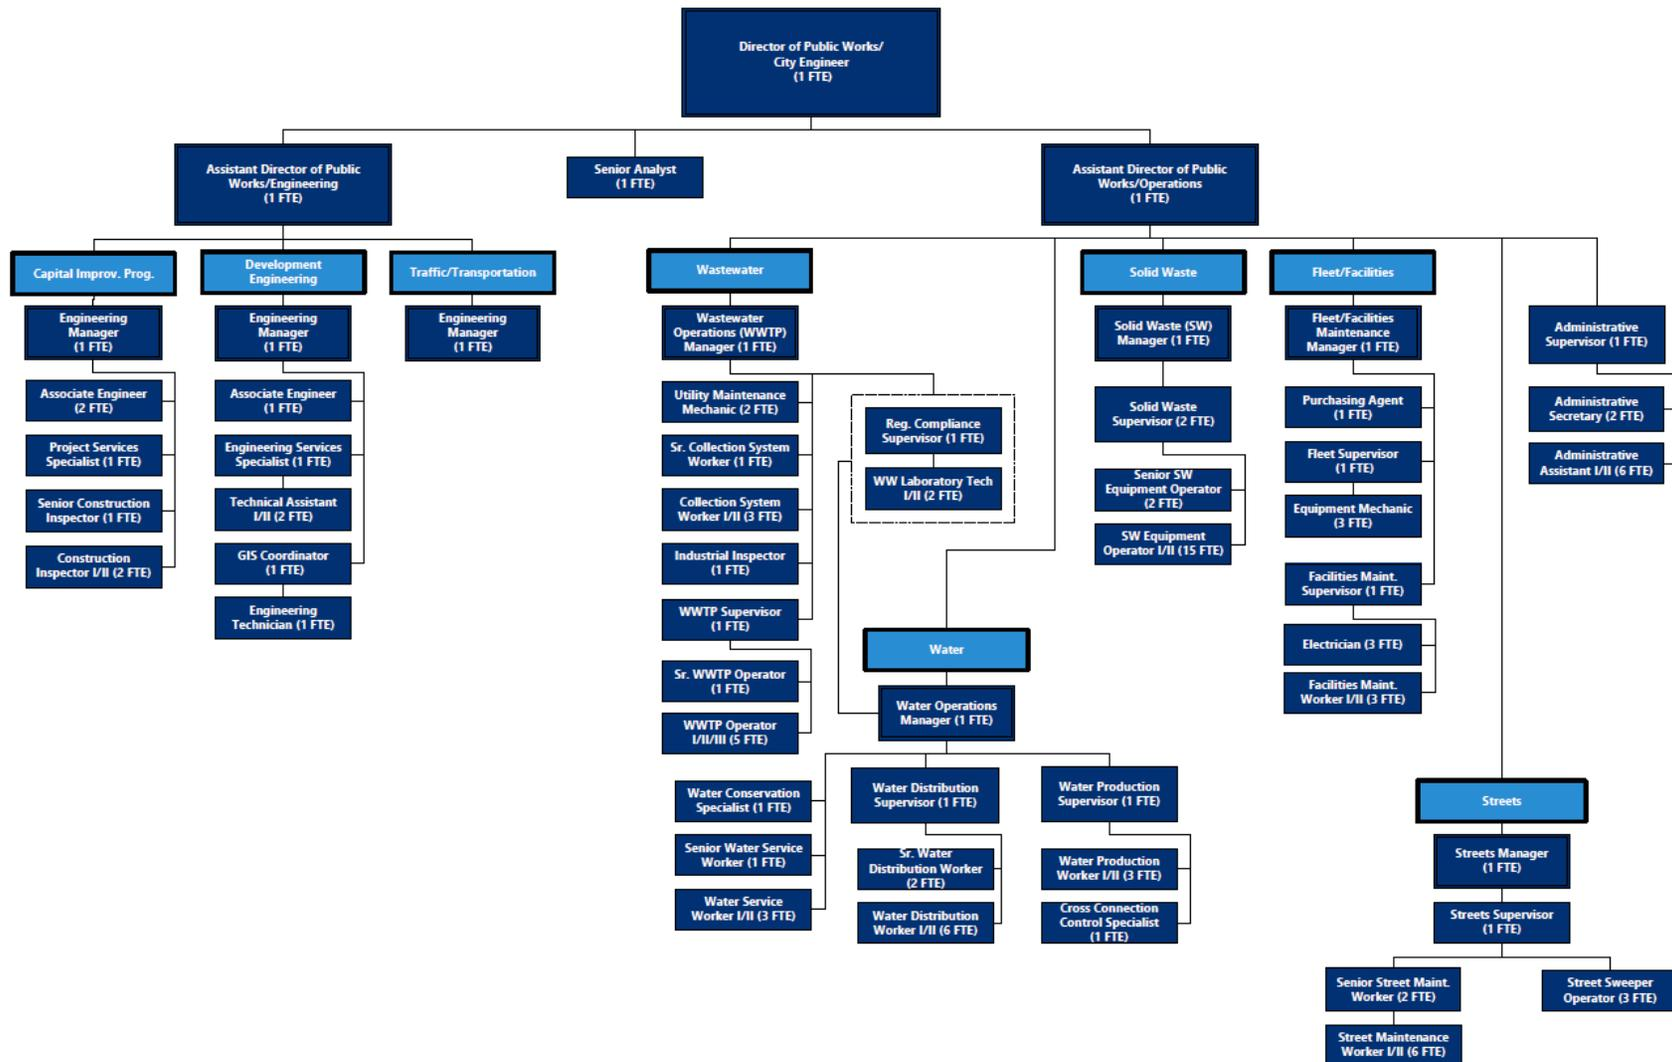 Director of Public Works/
City Engineer
(1 FTE)
Assistant Director of Public
Works/Engineering
(1 FTE)
Senior Analyst
(1 FTE)
Assistant Director of Public
Works/Operations
(1 FTE)
Capital Improv. Prog.
Engineering
Manager
(1 FTE)
Associate Engineer
(2 FTE)
Project Services
Specialist (1 FTE)
Senior Construction
Inspector (1 FTE)
Construction
Inspector I/II (2 FTE)
Development
Engineering
Engineering
Manager
(1 FTE)
Associate Engineer
(1 FTE)
Engineering Services
Specialist (1 FTE)
Technical Assistant
I/II (2 FTE)
GIS Coordinator
(1 FTE)
Engineering
Technician (1 FTE)
Traffic/Transportation
Engineering
Manager
(1 FTE)
Wastewater
Wastewater
Operations (WWTP)
Manager (1 FTE)
Utility Maintenance
Mechanic (2 FTE)
Sr. Collection System
Worker (1 FTE)
Collection System
Worker I/II (3 FTE)
Industrial Inspector
(1 FTE)
WWTP Supervisor
(1 FTE)
Sr. WWTP Operator
(1 FTE)
WWTP Operator
I/II/III (5 FTE)
Reg. Compliance
Supervisor (1 FTE)
WW Laboratory Tech
I/II (2 FTE)
Water
Water Operations
Manager (1 FTE)
Water Conservation
Specialist (1 FTE)
Senior Water Service
Worker (1 FTE)
Water Service
Worker I/II (3 FTE)
Water Distribution
Supervisor (1 FTE)
Sr. Water
Distribution Worker
(2 FTE)
Water Distribution
Worker I/II (6 FTE)
Water Production
Supervisor (1 FTE)
Water Production
Worker I/II (3 FTE)
Cross Connection
Control Specialist
(1 FTE)
Solid Waste
Solid Waste (SW)
Manager (1 FTE)
Solid Waste
Supervisor (2 FTE)
Senior SW
Equipment Operator
(2 FTE)
SW Equipment
Operator I/II (15 FTE)
Fleet/Facilities
Fleet/Facilities
Maintenance
Manager (1 FTE)
Purchasing Agent
(1 FTE)
Fleet Supervisor
(1 FTE)
Equipment Mechanic
(3 FTE)
Facilities Maint.
Supervisor (1 FTE)
Electrician (3 FTE)
Facilities Maint.
Worker I/II (3 FTE)
Streets
Streets Manager
(1 FTE)
Streets Supervisor
(1 FTE)
Senior Street Maint.
Worker (2 FTE)
Street Maintenance
Worker I/II (6 FTE)
Street Sweeper
Operator (3 FTE)
Administrative
Supervisor (1 FTE)
Administrative
Secretary (2 FTE)
Administrative
Assistant I/II (6 FTE)